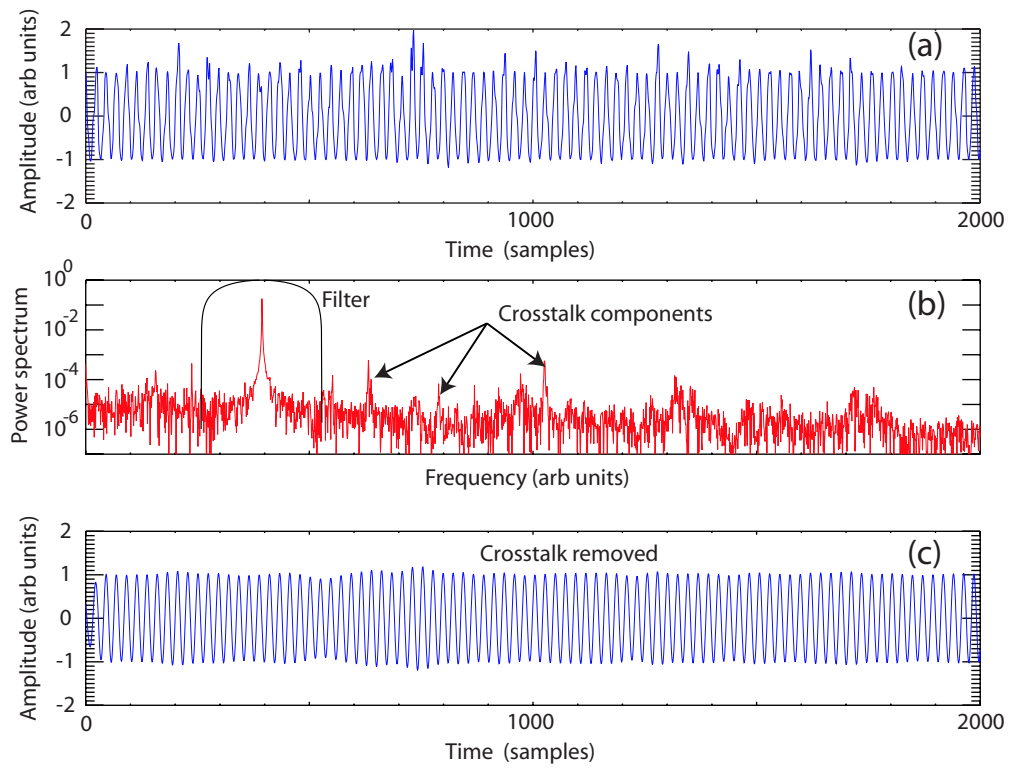 (a)
Amplitude (arb units)
2
1
0
-1
-2
0
1000
2000
Time (samples)
(b)
Power spectrum
10^0
10^-2
10^-4
10^-6
Filter
Crosstalk components
Frequency (arb units)
(c)
Crosstalk removed
Amplitude (arb units)
2
1
0
-1
-2
0
1000
2000
Time (samples)